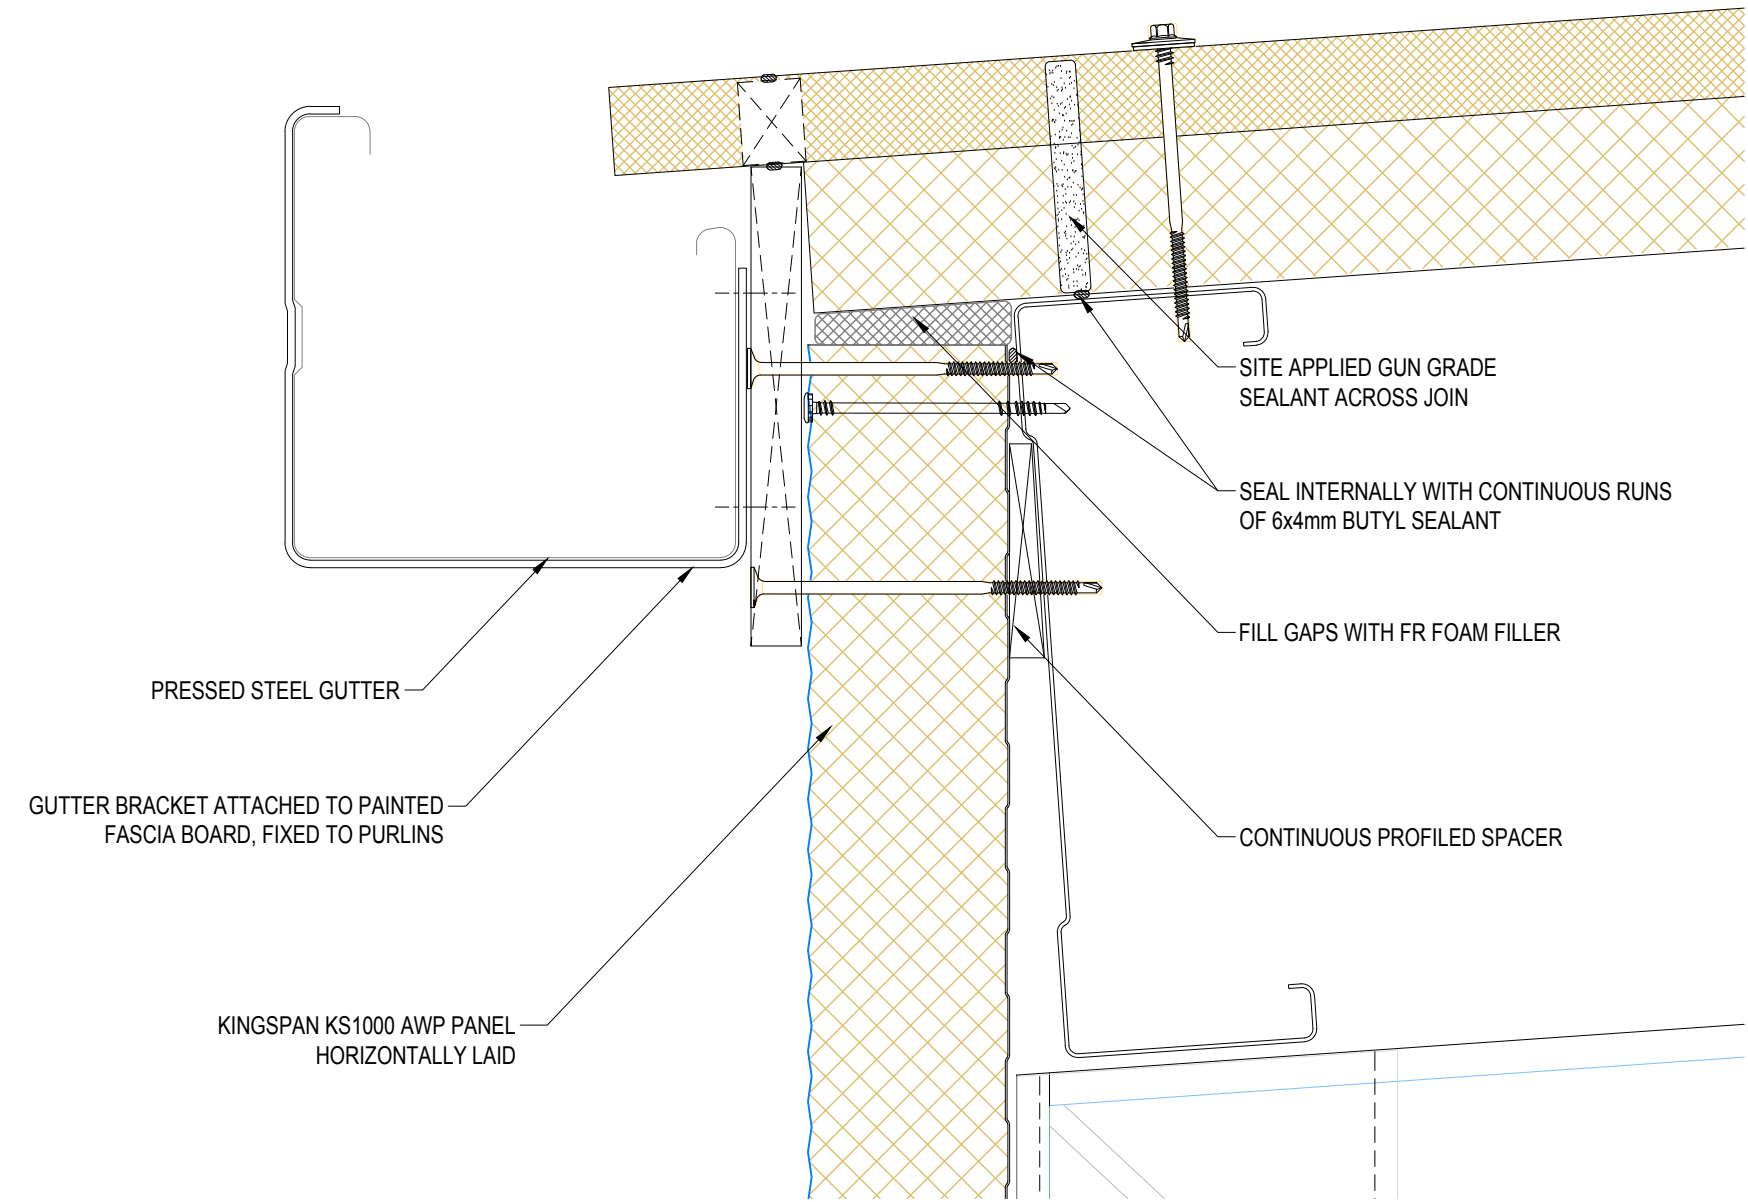 SITE APPLIED GUN GRADE
SEALANT ACROSS JOIN
SEAL INTERNALLY WITH CONTINUOUS RUNS
OF 6x4mm BUTYL SEALANT
FILL GAPS WITH FR FOAM FILLER
PRESSED STEEL GUTTER
GUTTER BRACKET ATTACHED TO PAINTED
FASCIA BOARD, FIXED TO PURLINS
CONTINUOUS PROFILED SPACER
KINGSPAN KS1000 AWP PANEL
HORIZONTALLY LAID